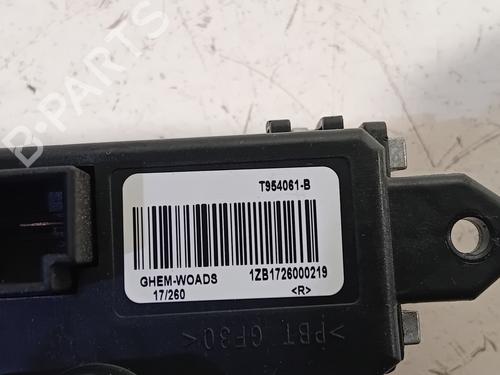 B-PARTS
T954061-B
GHEM-WOADS
1ZB1726000219
17/260
<R>
>PBT GF30<